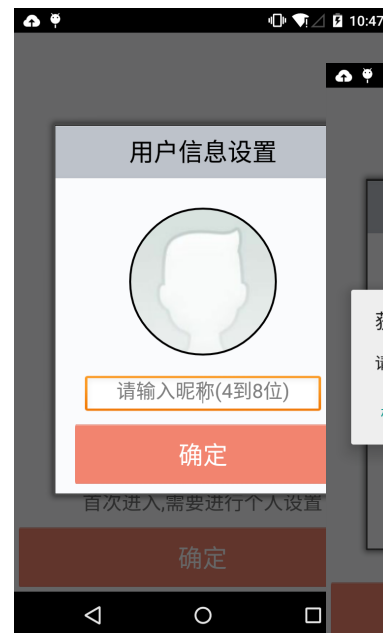 10:47
用户信息设置
请输入昵称(4到8位)
确定
首次进入,需要进行个人设置
确定